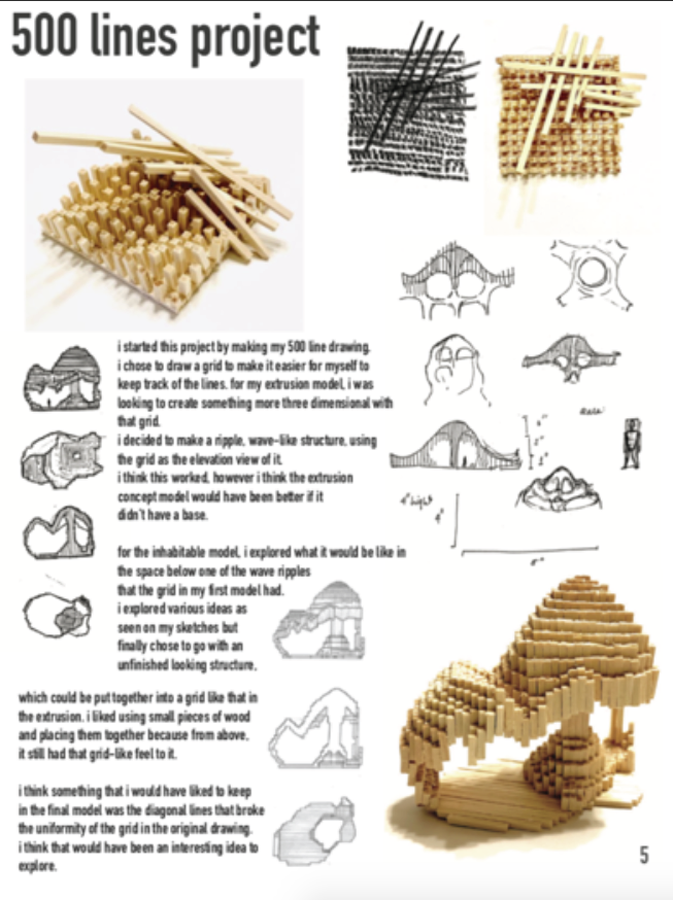 500 lines project
i started this project by making my 500 line drawing.
i chose to draw a grid to make it easier for myself to
keep track of the lines. for my extrusion model, i was
looking to create something more three dimensional with
that grid.
i decided to make a ripple, wave-like structure, using
the grid as the elevation view of it.
i think this worked, however i think the extrusion
concept model would have been better if it
didn't have a base.
for the inhabitable model, i explored what it would be like in
the space below one of the wave ripples
that the grid in my first model had.
i explored various ideas as
seen on my sketches but
finally chose to go with an
unfinished looking structure,
which could be put together into a grid like that in
the extrusion. i liked using small pieces of wood
and placing them together because from above,
it still had that grid-like feel to it.
i think something that i would have liked to keep
in the final model was the diagonal lines that broke
the uniformity of the grid in the original drawing.
i think that would have been an interesting idea to
explore.
2"
1"
4" hight
4"
8"
5